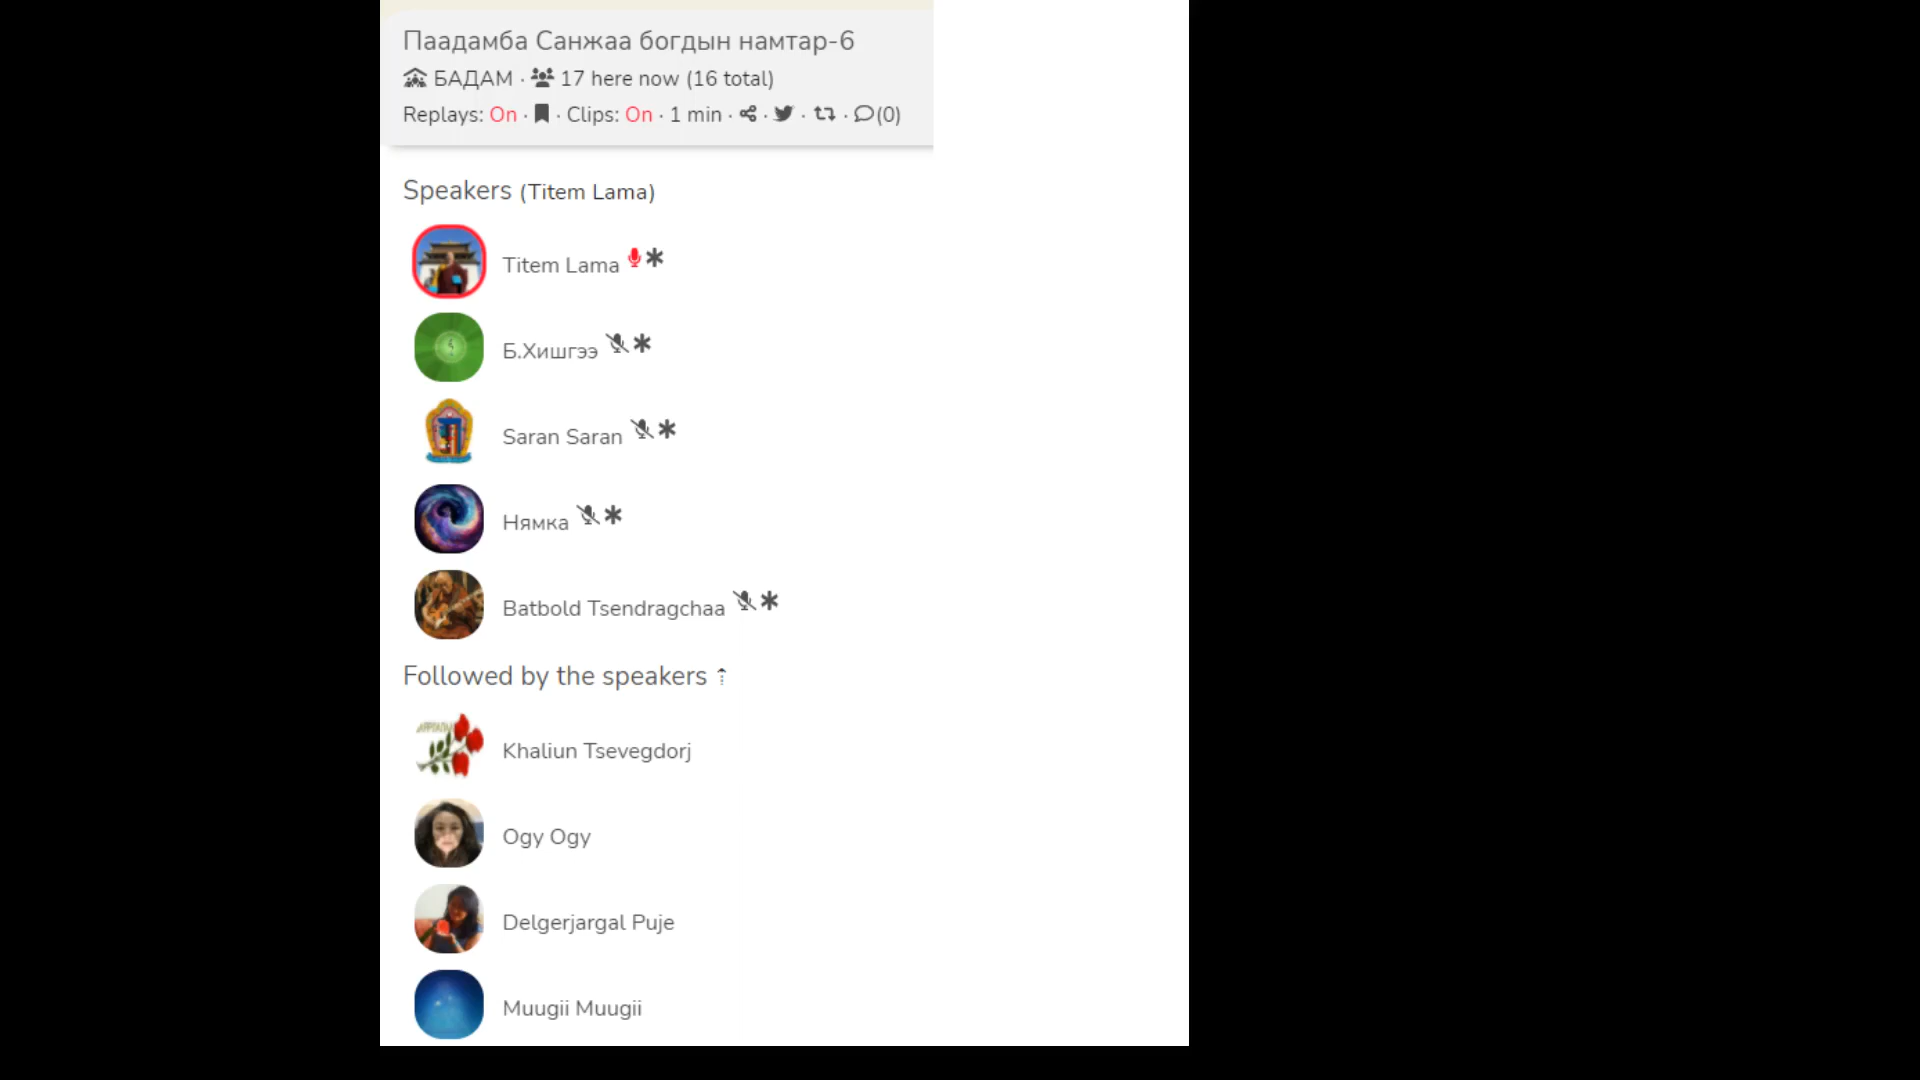 Паадамба Санжаа богдын намтар-6
БАДАМ · 17 here now (16 total)
Replays: On · · Clips: On · 1 min · · · · (0)
Speakers (Titem Lama)
Titem Lama
Б.Хишгээ
Saran Saran
Нямка
Batbold Tsendragchaa
Followed by the speakers
Khaliun Tsevegdorj
Ogy Ogy
Delgerjargal Puje
Muugii Muugii